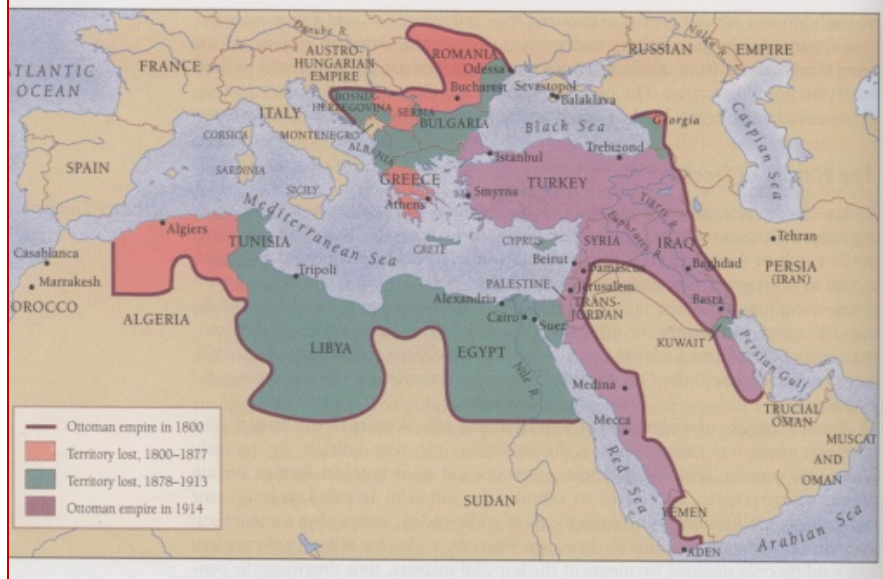 Danube R.
Volga R.
AUSTRO-
HUNGARIAN
EMPIRE
ROMANIA
RUSSIAN EMPIRE
FRANCE
Odessa
ATLANTIC
OCEAN
Bucharest
Sevastopol
Balaklava
BOSNIA-
HERZEGOVINA
SERBIA
ITALY
BULGARIA
Georgia
Caspian Sea
CORSICA
MONTENEGRO
Black Sea
ALBANIA
Istanbul
Trebizond
SPAIN
SARDINIA
GREECE
TURKEY
SICILY
Athens
Smyrna
Tigris R.
Mediterranean Sea
Euphrates R.
Algiers
TUNISIA
CRETE
CYPRUS
SYRIA
IRAQ
Tehran
Casablanca
Beirut
Damascus
Baghdad
PERSIA
(IRAN)
Tripoli
Marrakesh
PALESTINE
Jerusalem
OROCCO
Alexandria
TRANS-
JORDAN
Basra
ALGERIA
Cairo
Suez
KUWAIT
LIBYA
EGYPT
Persian Gulf
Nile R.
Medina
TRUCIAL
OMAN
Mecca
MUSCAT
AND
OMAN
Red Sea
SUDAN
YEMEN
Arabian Sea
ADEN
Ottoman empire in 1800
Territory lost, 1800–1877
Territory lost, 1878–1913
Ottoman empire in 1914